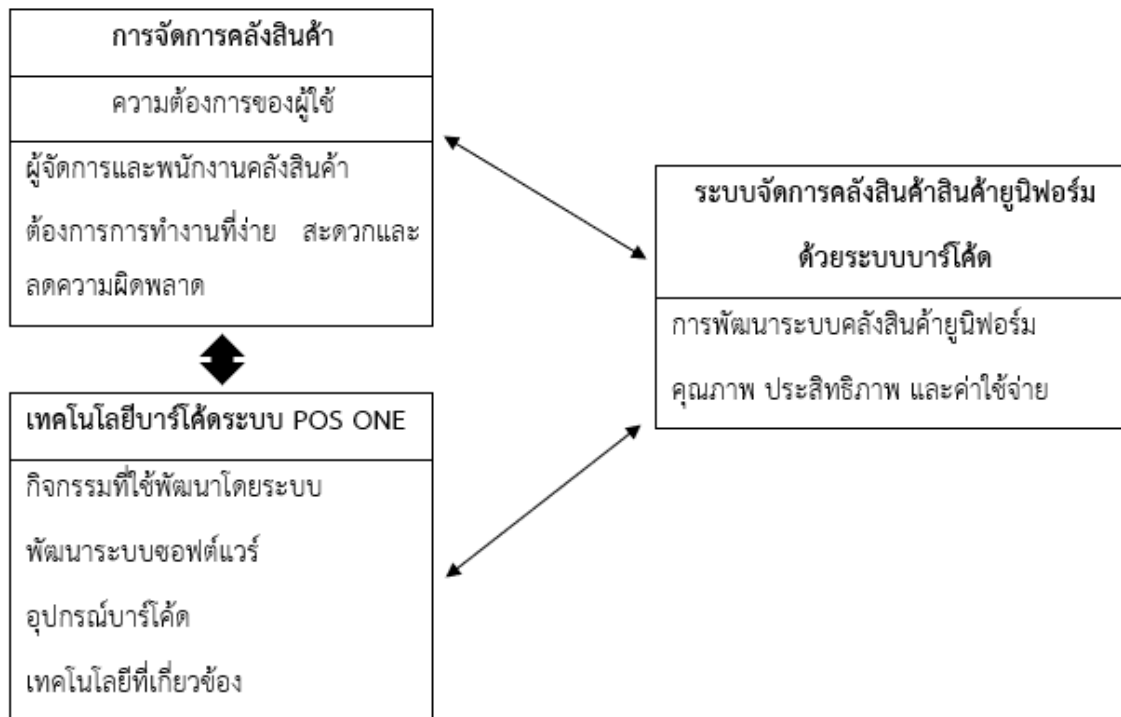 การจัดการคลังสินค้า
ความต้องการของผู้ใช้
ผู้จัดการและพนักงานคลังสินค้า
ต้องการการทำงานที่ง่าย สะดวกและ
ลดความผิดพลาด
เทคโนโลยีบาร์โค้ดระบบ POS ONE
กิจกรรมที่ใช้พัฒนาโดยระบบ
พัฒนาระบบซอฟต์แวร์
อุปกรณ์บาร์โค้ด
เทคโนโลยีที่เกี่ยวข้อง
ระบบจัดการคลังสินค้าสินค้ายูนิฟอร์ม
ด้วยระบบบาร์โค้ด
การพัฒนาระบบคลังสินค้ายูนิฟอร์ม
คุณภาพ ประสิทธิภาพ และค่าใช้จ่าย